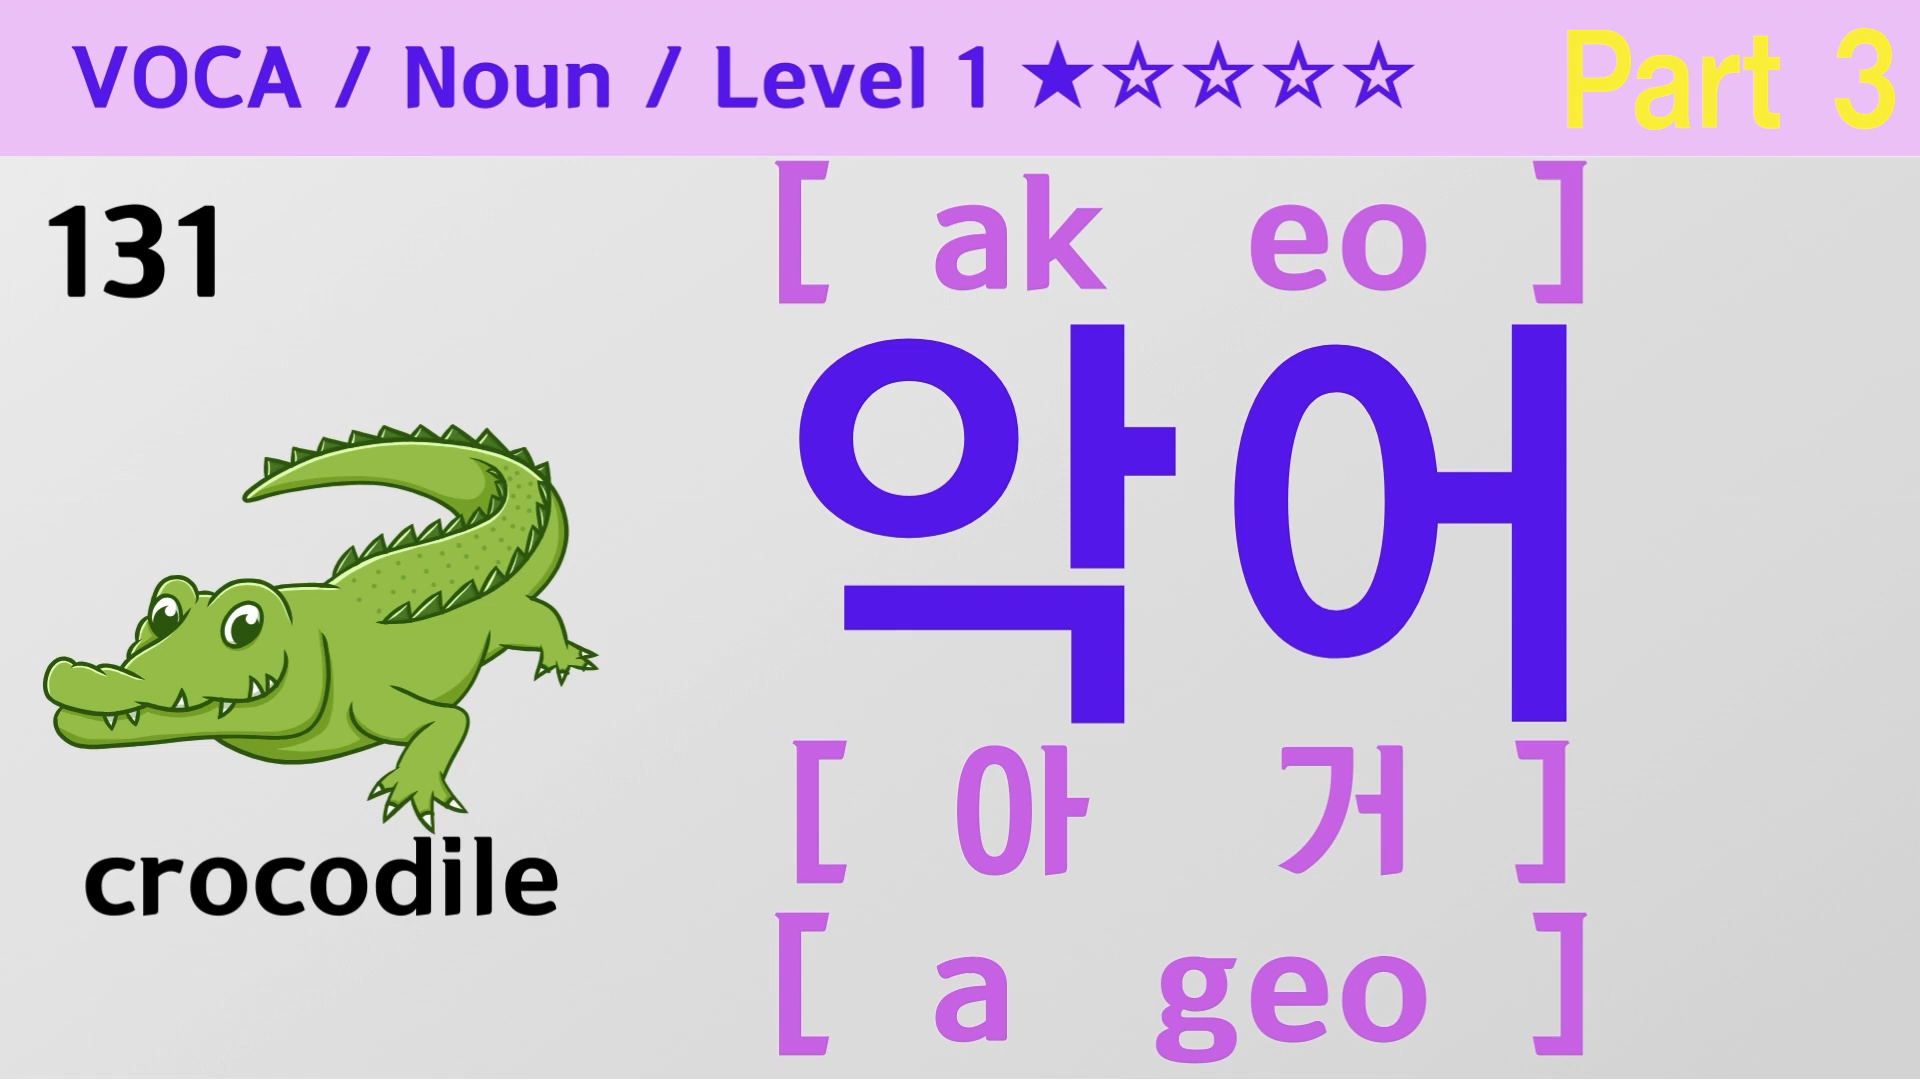 VOCA / Noun / Level 1 ★☆☆☆☆
Part 3
131
[ ak eo ]
악어
[ 아 거 ]
[ a geo ]
crocodile